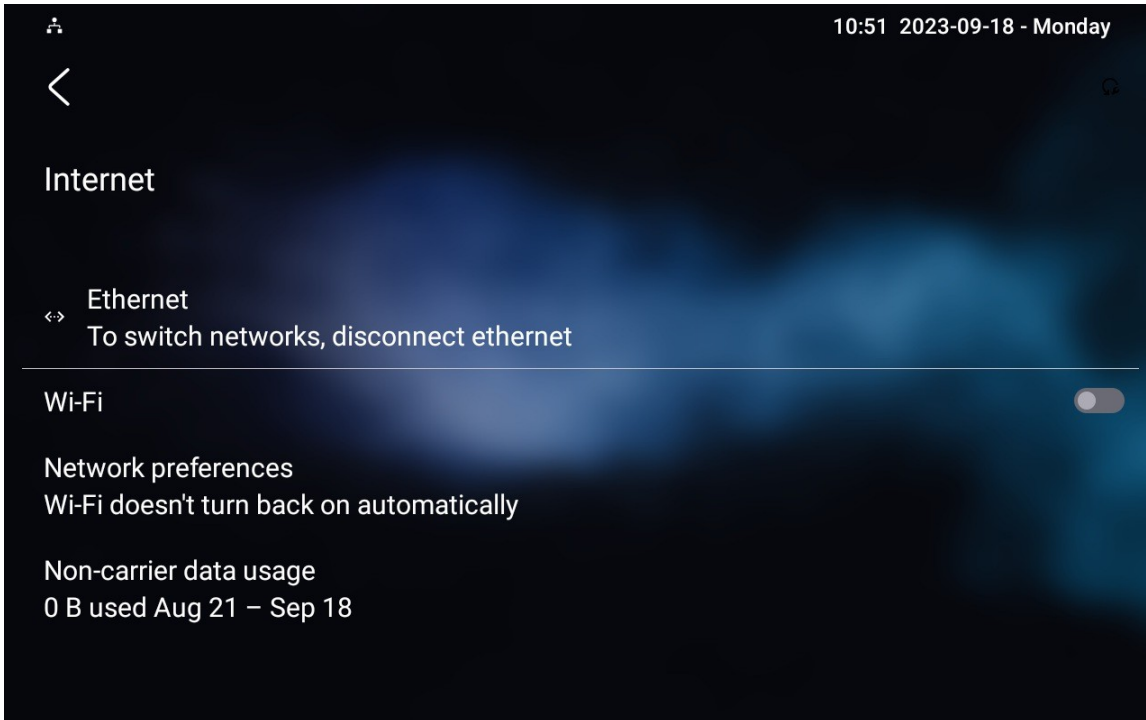 10:51 2023-09-18 - Monday
Internet
Ethernet
To switch networks, disconnect ethernet
Wi-Fi
Network preferences
Wi-Fi doesn't turn back on automatically
Non-carrier data usage
0 B used Aug 21 – Sep 18